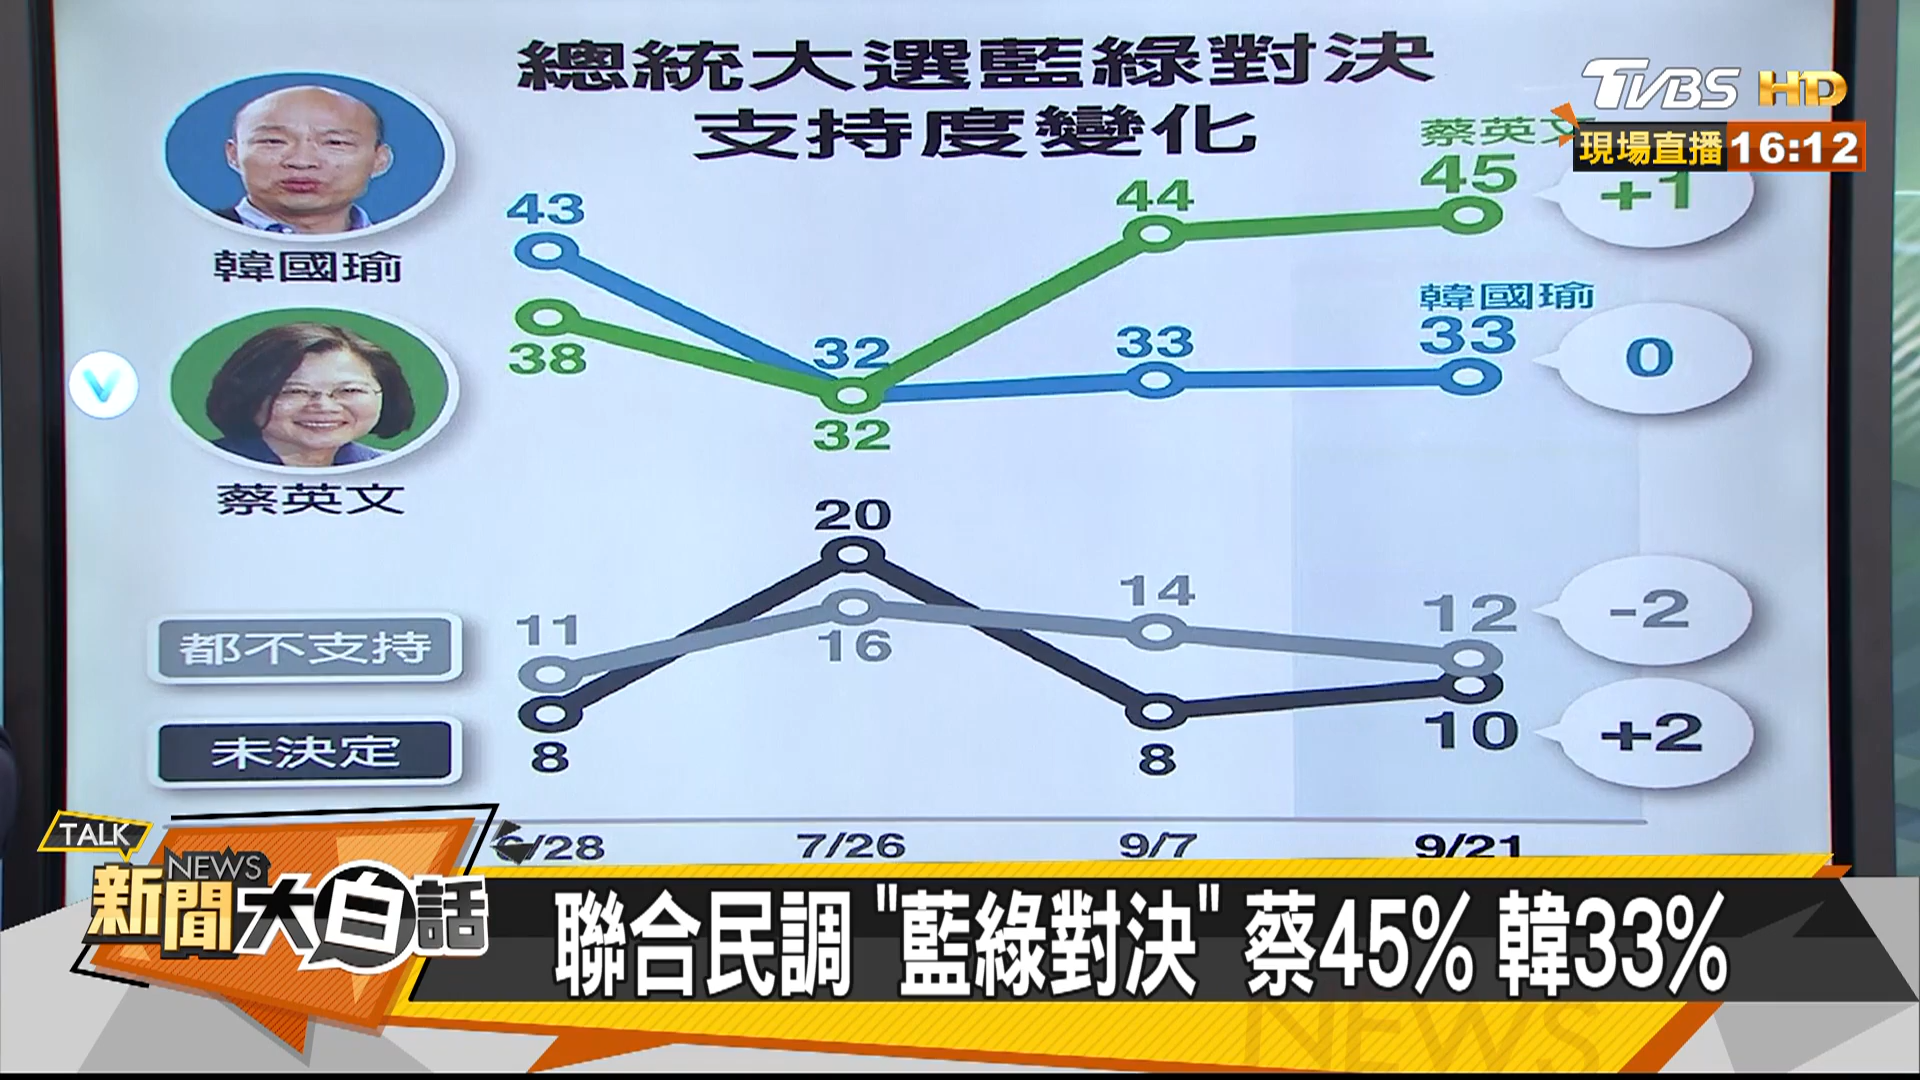 總統大選藍綠對決
支持度變化
TVBS HD
現場直播 16:12
韓國瑜
蔡英文
43
38
32
32
44
33
蔡英文
45
+1
韓國瑜
33
0
都不支持
未決定
11
8
20
16
14
8
12
-2
10
+2
/28
7/26
9/7
9/21
TALK
NEWS
新聞大白話
聯合民調 "藍綠對決" 蔡45% 韓33%
NEWS